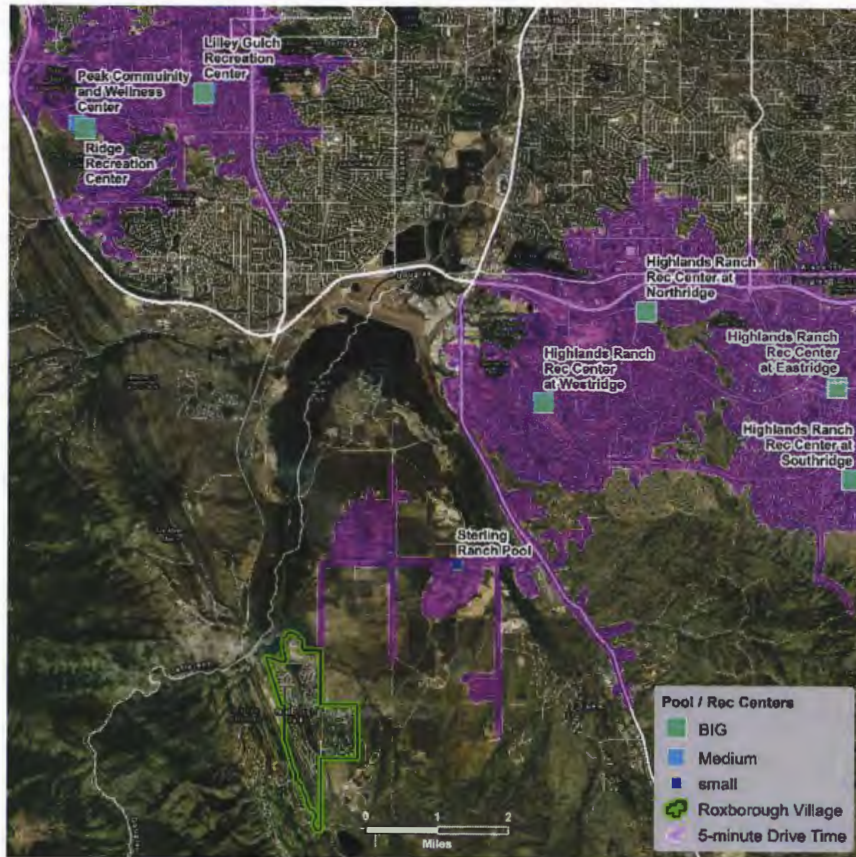 Lilley Gulch
Recreation
Center
Peak Commuinity
and Wellness
Center
Ridge
Recreation
Center
Highlands Ranch
Rec Center at
Northridge
Highlands Ranch
Rec Center
at Westridge
Highlands Ranch
Rec Center
at Eastridge
Highlands Ranch
Rec Center at
Southridge
Sterling
Ranch Pool
Pool / Rec Centers
BIG
Medium
small
Roxborough Village
5-minute Drive Time
0 1 2
Miles